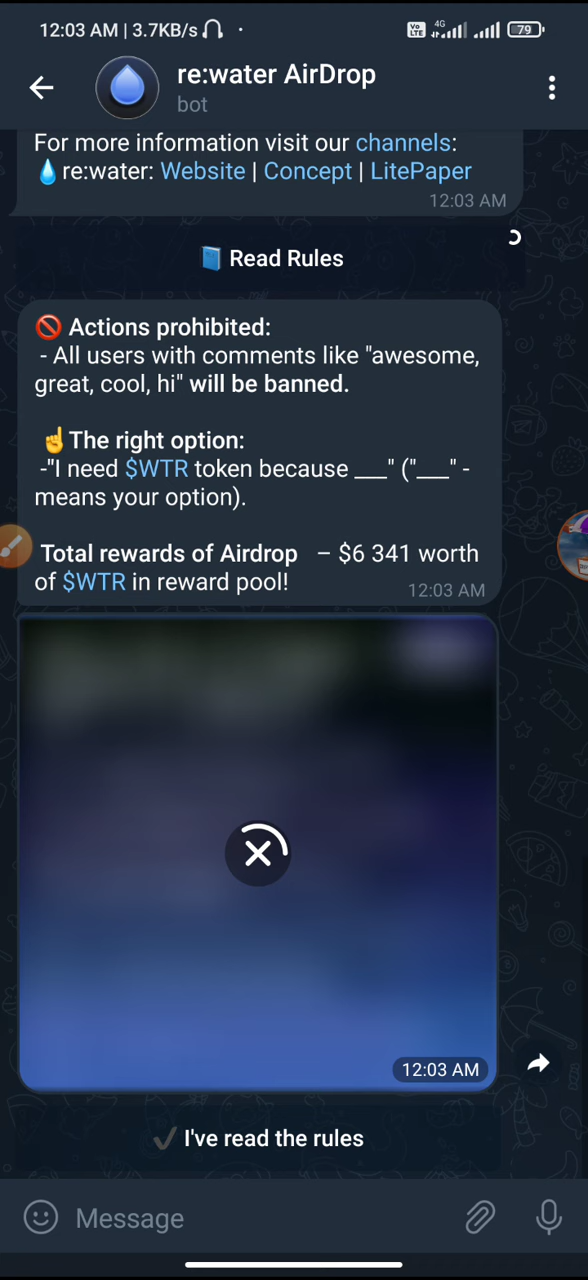 12:03 AM | 3.7KB/s
Vo LTE 4G 79
re:water AirDrop
bot
For more information visit our channels:
💧re:water: Website | Concept | LitePaper
12:03 AM
📘 Read Rules
🚫 Actions prohibited:
- All users with comments like "awesome,
great, cool, hi" will be banned.
☝️The right option:
-"I need $WTR token because ___" ("___" -
means your option).
Total rewards of Airdrop – $6 341 worth
of $WTR in reward pool!
12:03 AM
12:03 AM
✔️ I've read the rules
Message